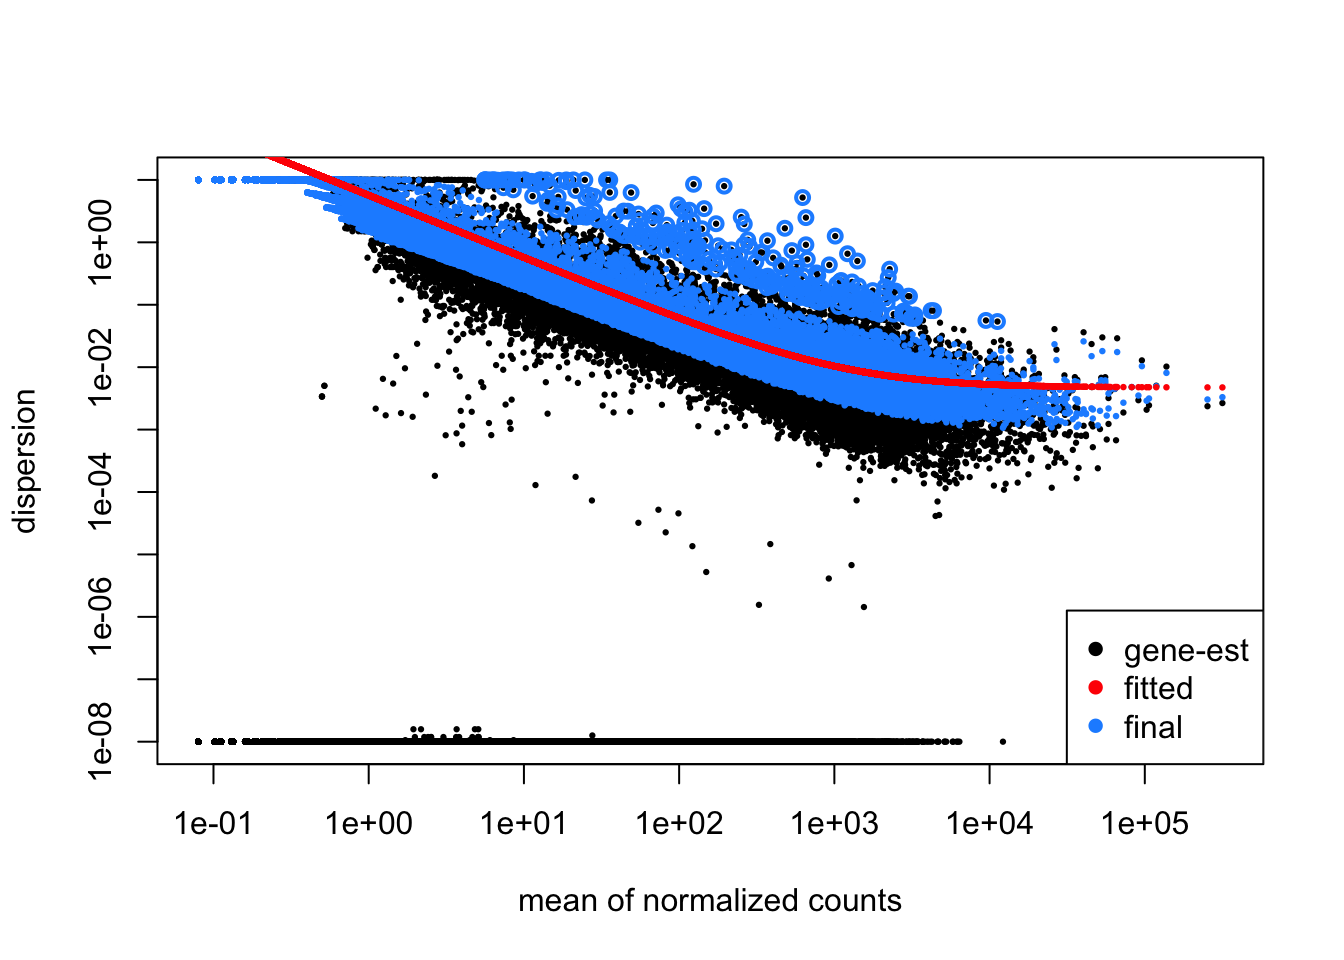 dispersion
1e+00
1e-02
1e-04
1e-06
1e-08
gene-est
fitted
final
1e-01 1e+00 1e+01 1e+02 1e+03 1e+04 1e+05
mean of normalized counts